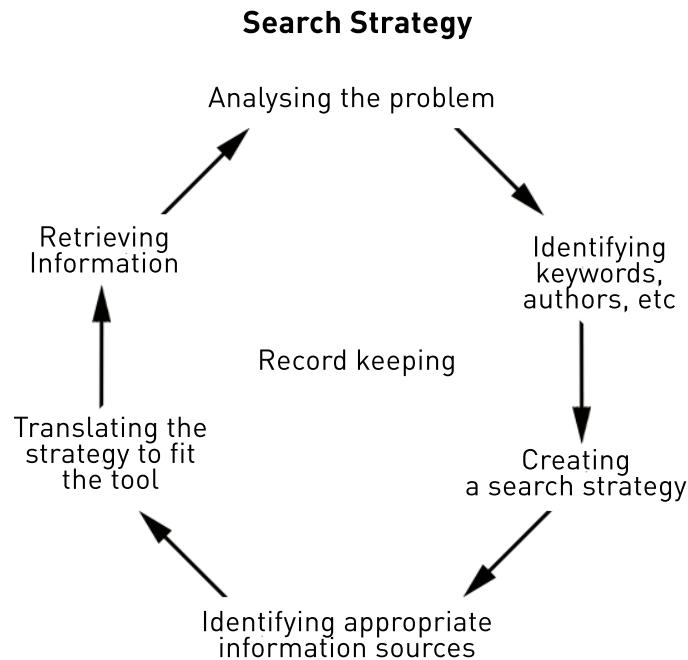 Search Strategy
Analysing the problem
Identifying
keywords,
authors, etc
Creating
a search strategy
Identifying appropriate
information sources
Translating the
strategy to fit
the tool
Retrieving
Information
Record keeping